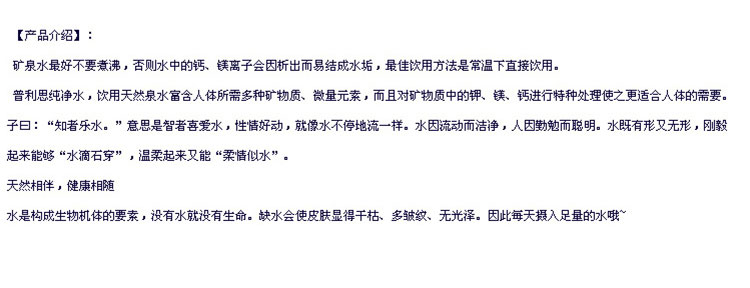 【产品介绍】:
矿泉水最好不要煮沸，否则水中的钙、镁离子会因析出而易结成水垢，最佳饮用方法是常温下直接饮用。
普利思纯净水，饮用天然泉水富含人体所需多种矿物质、微量元素，而且对矿物质中的钾、镁、钙进行特种处理使之更适合人体的需要。
子曰：“知者乐水。”意思是智者喜爱水，性情好动，就像水不停地流一样。水因流动而洁净，人因勤勉而聪明。水既有形又无形，刚毅
起来能够“水滴石穿”，温柔起来又能“柔情似水”。
天然相伴，健康相随
水是构成生物机体的要素，没有水就没有生命。缺水会使皮肤显得干枯、多皱纹、无光泽。因此每天摄入足量的水哦~